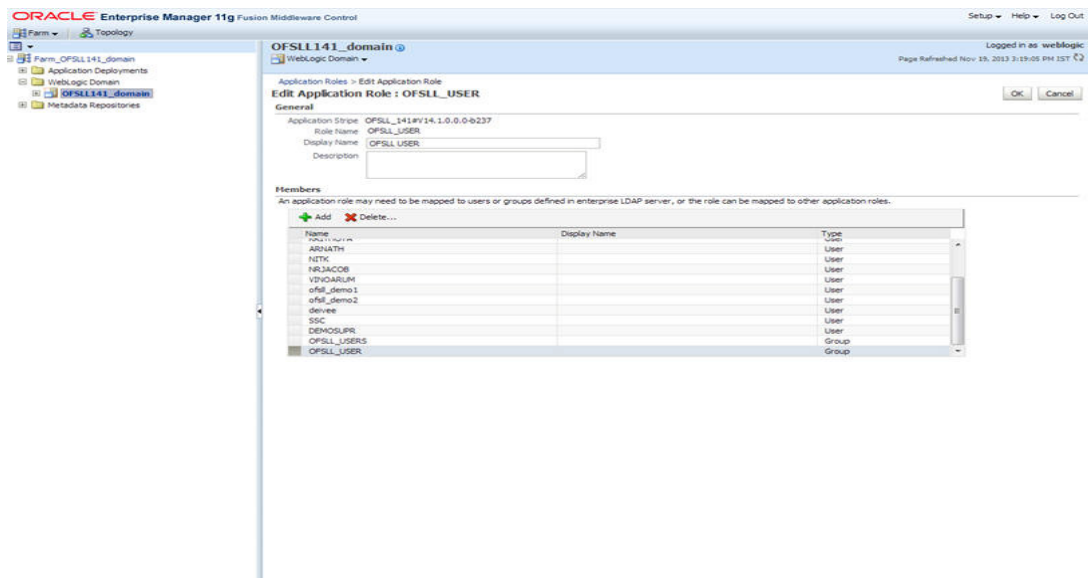 ORACLE Enterprise Manager 11g Fusion Middleware Control
Setup Help Log Out
Farm Topology
Farm_OFSLL141_domain
Application Deployments
WebLogic Domain
OFSLL141_domain
Metadata Repositories
OFSLL141_domain
Logged in as weblogic
WebLogic Domain
Page Refreshed Nov 19, 2013 3:19:05 PM IST
Application Roles > Edit Application Role
Edit Application Role : OFSLL_USER
OK Cancel
General
Application Stripe OFSLL_141#V14.1.0.0.0-b237
Role Name OFSLL_USER
Display Name OFSLL USER
Description
Members
An application role may need to be mapped to users or groups defined in enterprise LDAP server, or the role can be mapped to other application roles.
Add Delete...
Name Display Name Type
User
ARNATH User
NITK User
NRJACOB User
VINOARUM User
ofsll_demo1 User
ofsll_demo2 User
deivee User
SSC User
DEMOSUPR User
OFSLL_USERS Group
OFSLL_USER Group